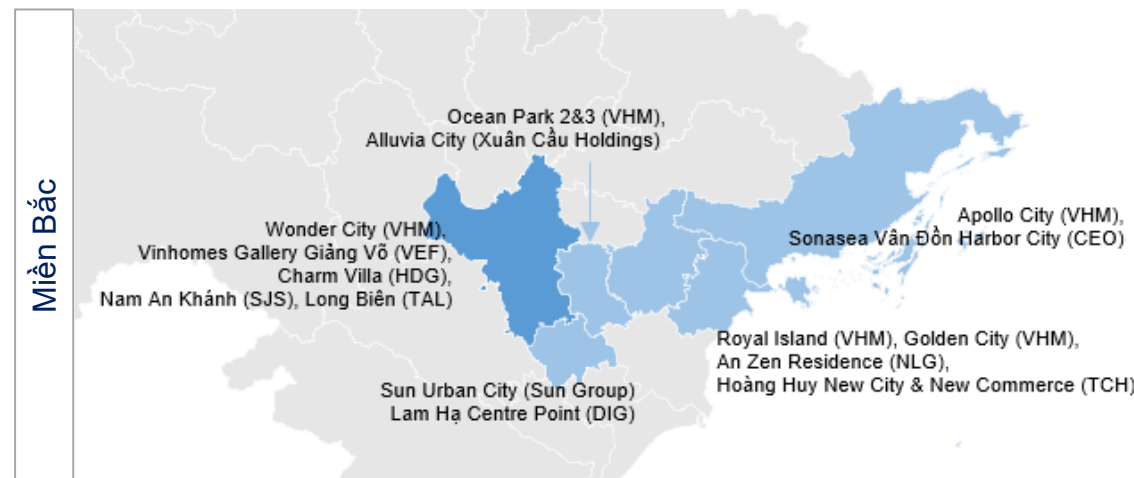 Miền Bắc
Ocean Park 2&3 (VHM),
Alluvia City (Xuân Cầu Holdings)
Wonder City (VHM),
Vinhomes Gallery Giảng Võ (VEF),
Charm Villa (HDG),
Nam An Khánh (SJS), Long Biên (TAL)
Apollo City (VHM),
Sonasea Vân Đồn Harbor City (CEO)
Royal Island (VHM), Golden City (VHM),
An Zen Residence (NLG),
Hoàng Huy New City & New Commerce (TCH)
Sun Urban City (Sun Group)
Lam Hạ Centre Point (DIG)